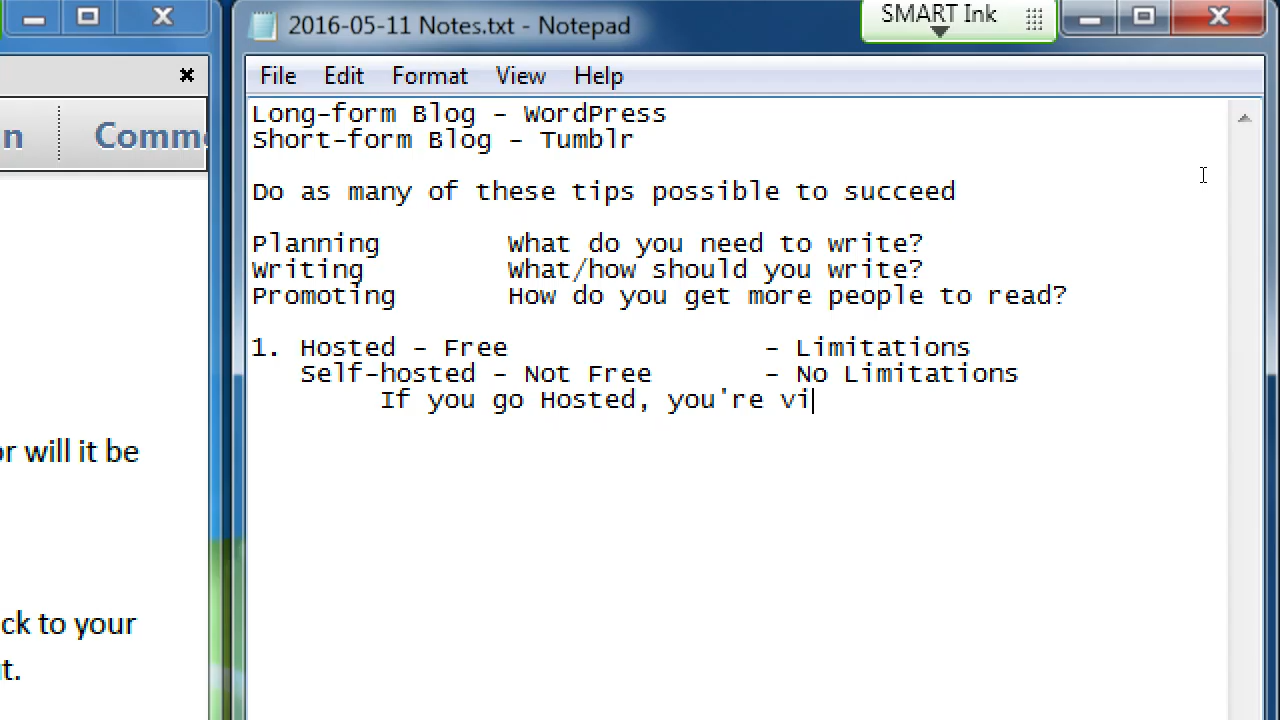 2016-05-11 Notes.txt - Notepad
SMART Ink
File Edit Format View Help
n Comm
Long-form Blog - WordPress
Short-form Blog - Tumblr
Do as many of these tips possible to succeed
Planning What do you need to write?
Writing What/how should you write?
Promoting How do you get more people to read?
1. Hosted - Free - Limitations
Self-hosted - Not Free - No Limitations
If you go Hosted, you're vi
or will it be
ck to your
t.